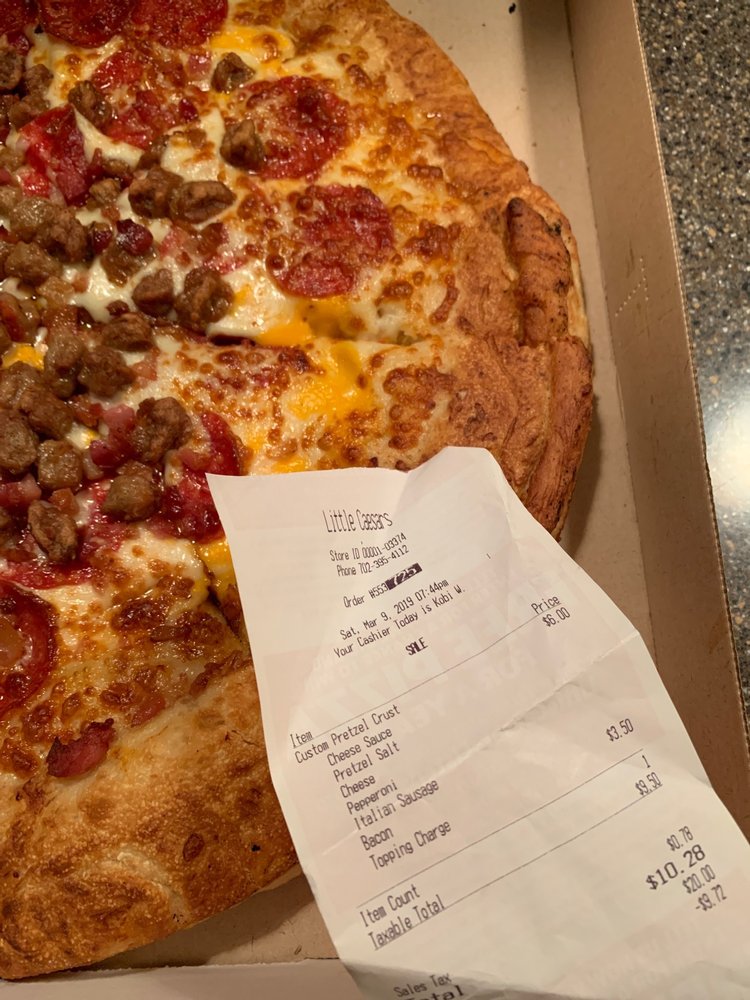 Little Caesars
Store ID 00001-03374
Phone 702-395-4112
Order #553725
Sat, Mar 9, 2019 07:44pm
Your Cashier Today is Kobi W.
SALE
Item Price
Custom Pretzel Crust $6.00
Cheese Sauce
Pretzel Salt
Cheese
Pepperoni
Italian Sausage
Bacon
Topping Charge $3.50
Item Count 1
Taxable Total $9.50
Sales Tax $0.78
Total $10.28
$20.00
-$9.72